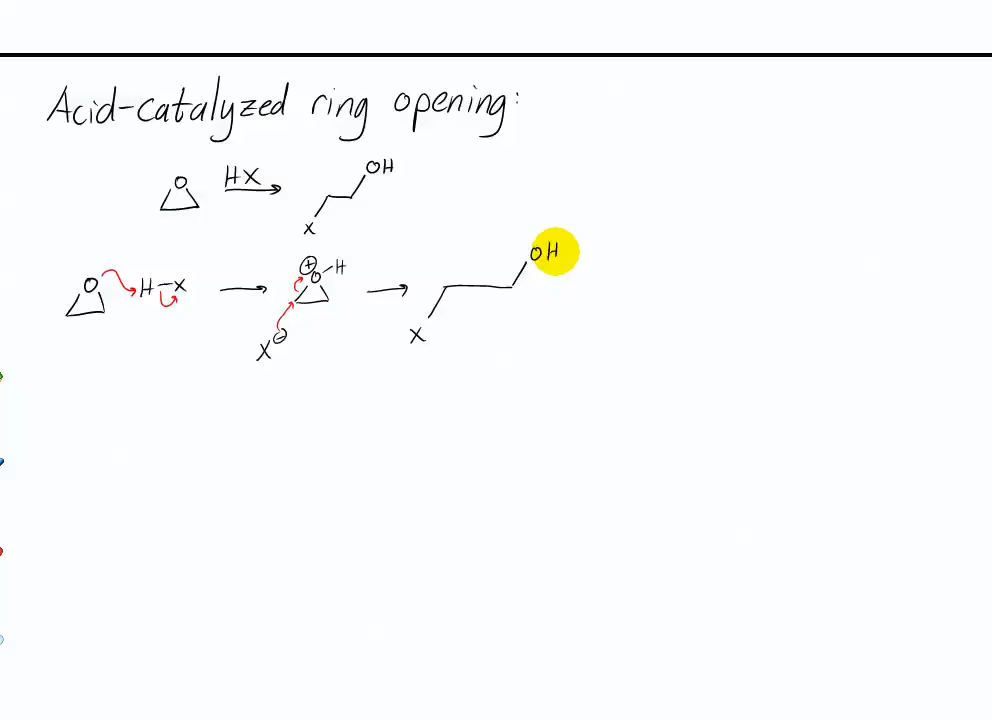 Acid-catalyzed ring opening:
O HX OH
X
O H-X ⊕ O H OH
X⊖ X